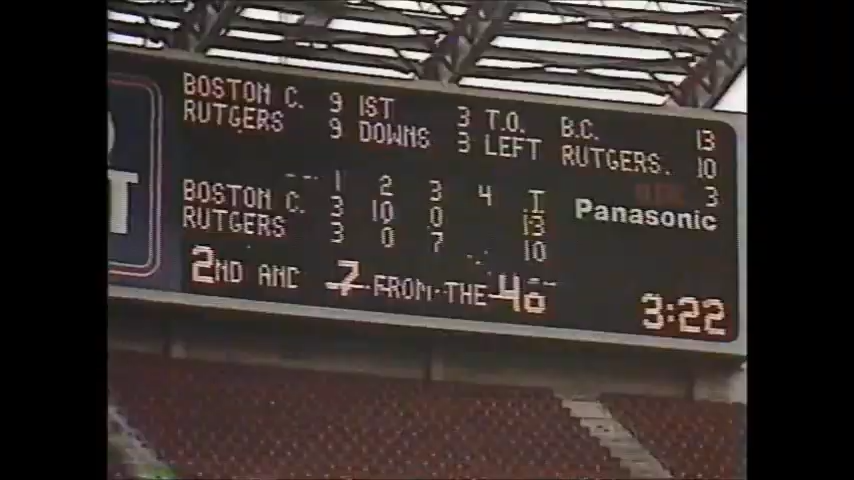 BOSTON C. 9 1ST 3 T.O. B.C. 13
RUTGERS 9 DOWNS 3 LEFT RUTGERS. 10
3
1 2 3 4 T
BOSTON C. 3 10 0 13
RUTGERS 3 0 7 10
Panasonic
2ND AND 7 FROM THE 46
3:22